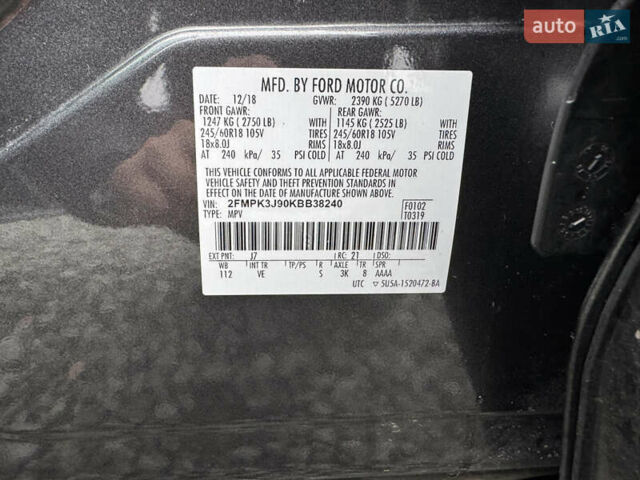 auto RIA.com
MFD. BY FORD MOTOR CO.
DATE: 12/18 GVWR: 2390 KG ( 5270 LB)
FRONT GAWR: REAR GAWR:
1247 KG ( 2750 LB) WITH 1145 KG ( 2525 LB) WITH
245/60R18 105V TIRES 245/60R18 105V TIRES
18x8.0J RIMS 18x8.0J RIMS
AT 240 kPa/ 35 PSI COLD AT 240 kPa/ 35 PSI COLD
THIS VEHICLE CONFORMS TO ALL APPLICABLE FEDERAL MOTOR
VEHICLE SAFETY AND THEFT PREVENTION STANDARDS IN
EFFECT ON THE DATE OF MANUFACTURE SHOWN ABOVE.
VIN: 2FMPK3J90KBB38240 F0102
TYPE: MPV T0319
EXT PNT: J7 RC: 21 DSO:
WB INT TR TP/PS R AXLE TR SPR
112 VE S 3K 8 AAAA
UTC ▽ 5U5A-1520472-BA